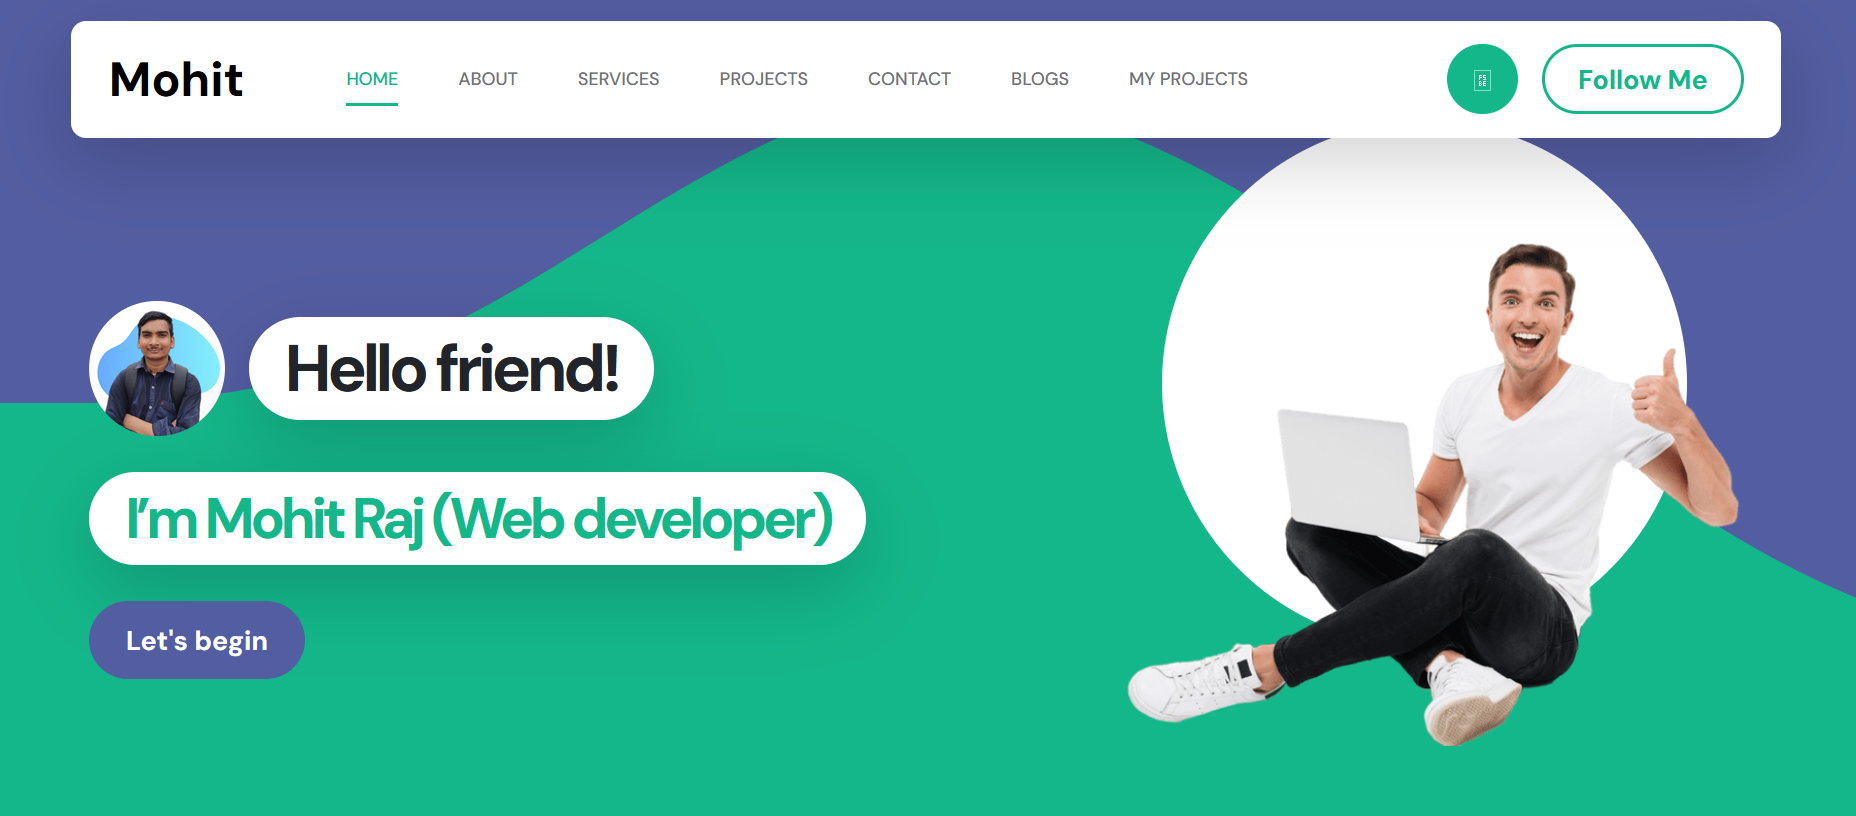 Mohit
HOME ABOUT SERVICES PROJECTS CONTACT BLOGS MY PROJECTS
Follow Me
Hello friend!
I’m Mohit Raj (Web developer)
Let's begin